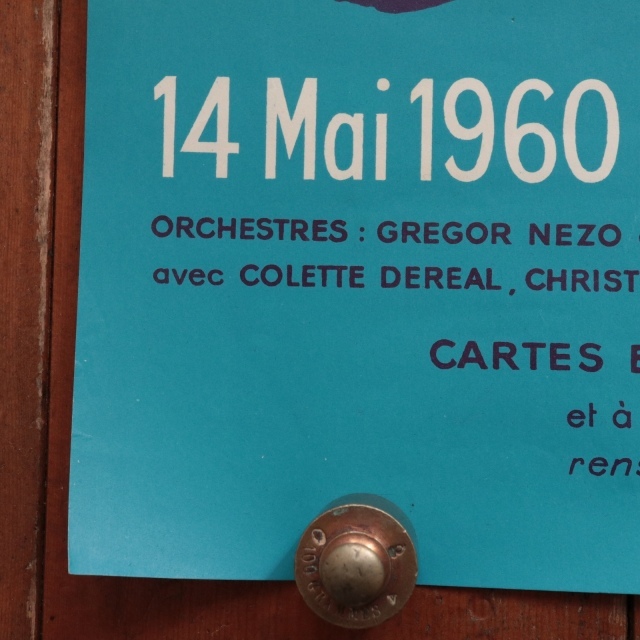 14 Mai 1960
ORCHESTRES : GREGOR NEZO
avec COLETTE DEREAL, CHRIST
CARTES E
et à
rens